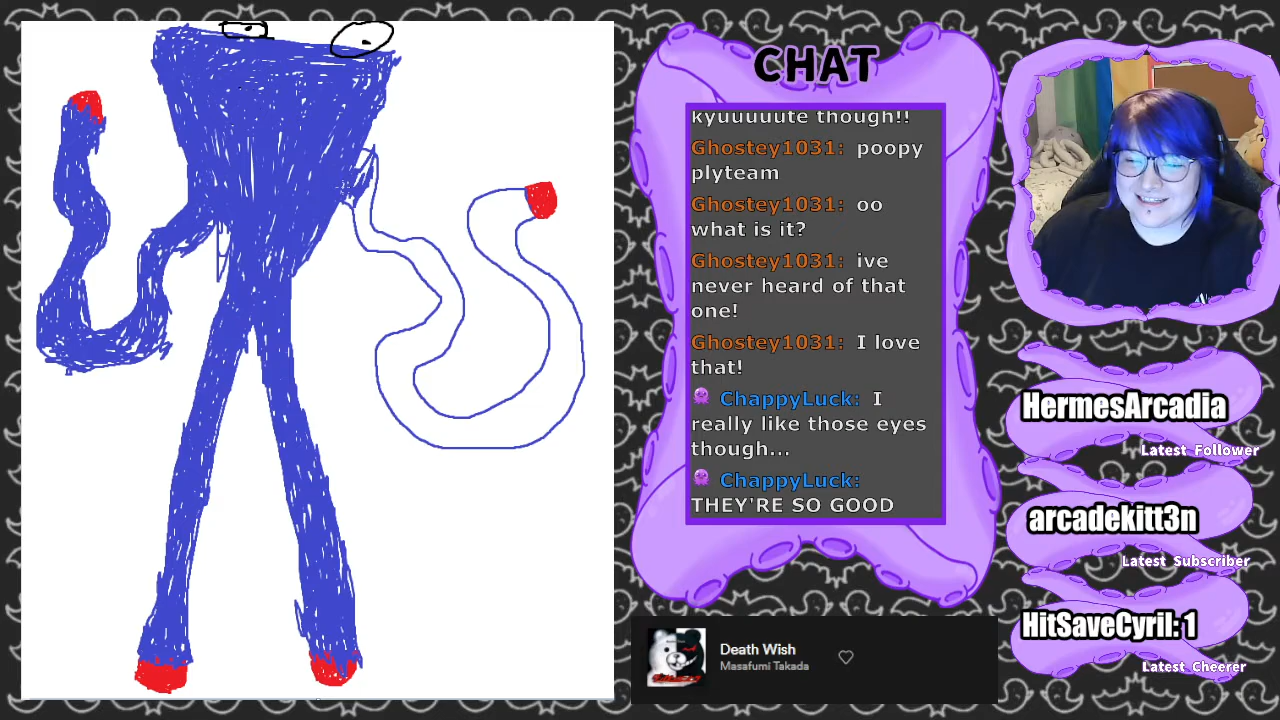 CHAT
kyuuuuute though!!
Ghostey1031: poopy
plyteam
Ghostey1031: oo
what is it?
Ghostey1031: ive
never heard of that
one!
Ghostey1031: I love
that!
ChappyLuck: I
really like those eyes
though...
ChappyLuck:
THEY'RE SO GOOD
Death Wish
Masafumi Takada
HermesArcadia
Latest Follower
arcadekitt3n
Latest Subscriber
HitSaveCyril: 1
Latest Cheerer